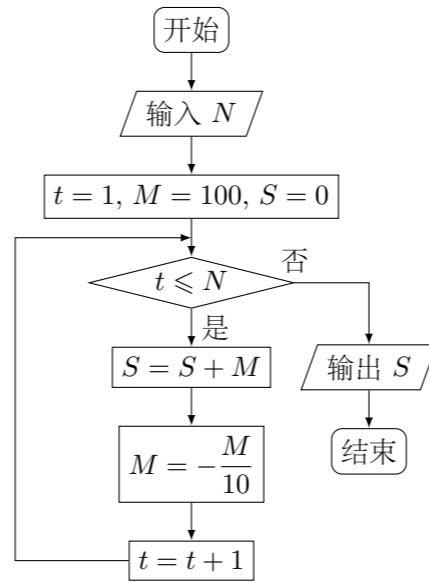 开始
输入 N
t = 1, M = 100, S = 0
t ⩽ N
否
是
S = S + M
输出 S
M = −M/10
结束
t = t + 1